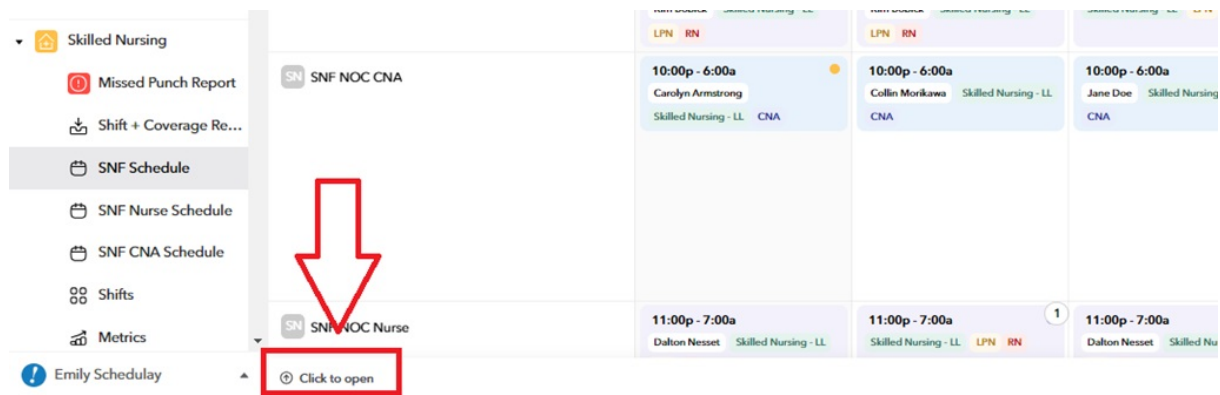 Skilled Nursing
Missed Punch Report
Shift + Coverage Re...
SNF Schedule
SNF Nurse Schedule
SNF CNA Schedule
Shifts
Metrics
Emily Schedulay
LPN RN
LPN RN
SN SNF NOC CNA
10:00p - 6:00a
Carolyn Armstrong
Skilled Nursing - LL CNA
10:00p - 6:00a
Collin Morikawa Skilled Nursing - LL
CNA
10:00p - 6:00a
Jane Doe Skilled Nursing
CNA
SN SNF NOC Nurse
11:00p - 7:00a
Dalton Nesset Skilled Nursing - LL
11:00p - 7:00a
1
Skilled Nursing - LL LPN RN
11:00p - 7:00a
Dalton Nesset Skilled Nu
Click to open